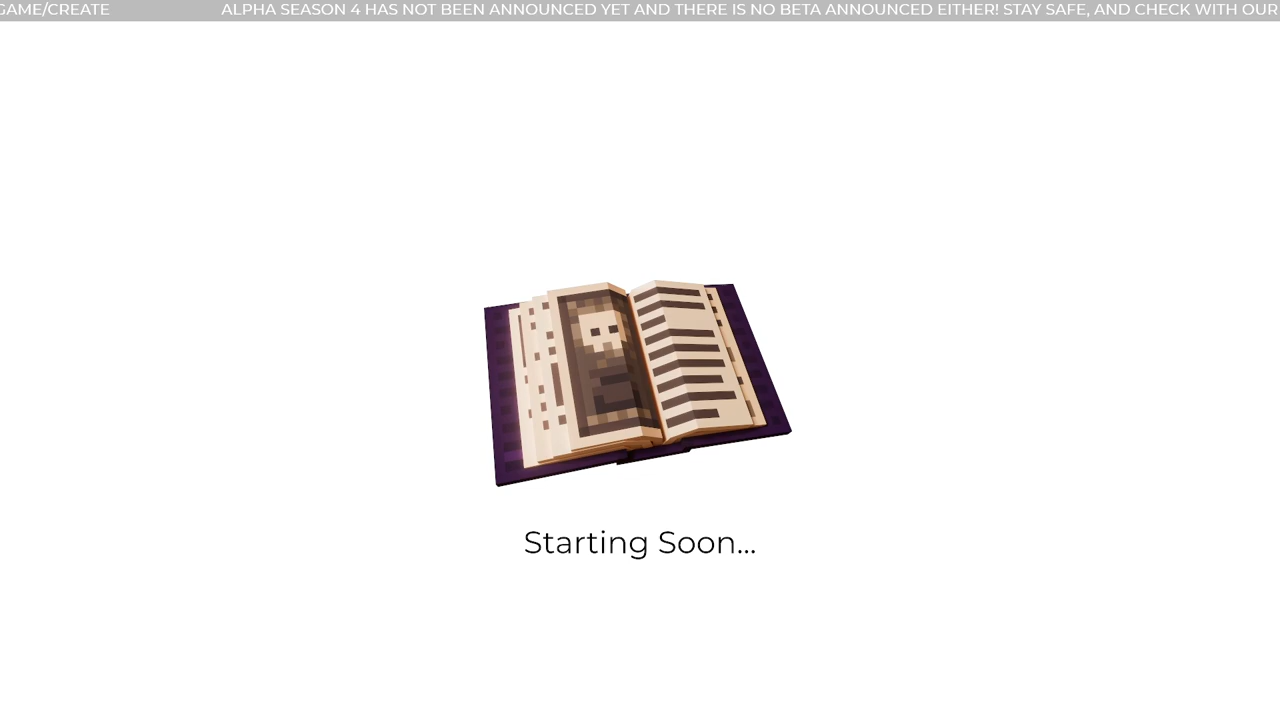 GAME/CREATE ALPHA SEASON 4 HAS NOT BEEN ANNOUNCED YET AND THERE IS NO BETA ANNOUNCED EITHER! STAY SAFE, AND CHECK WITH OUR
Starting Soon...